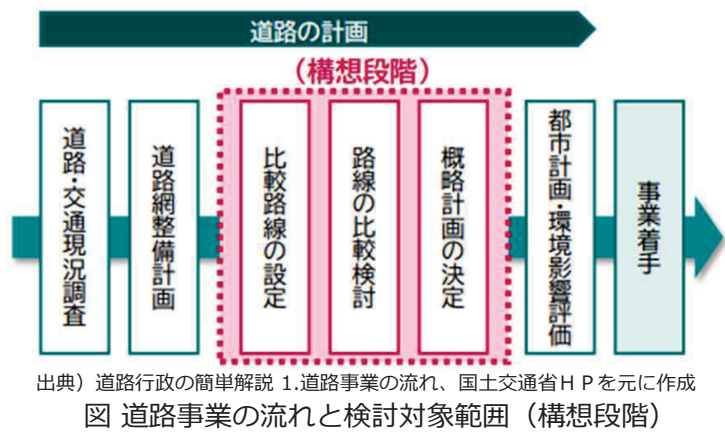 道路の計画
（構想段階）
道路・交通現況調査
道路網整備計画
比較路線の設定
路線の比較検討
概略計画の決定
都市計画・環境影響評価
事業着手
出典）道路行政の簡単解説 1.道路事業の流れ、国土交通省ＨＰを元に作成
図 道路事業の流れと検討対象範囲（構想段階）